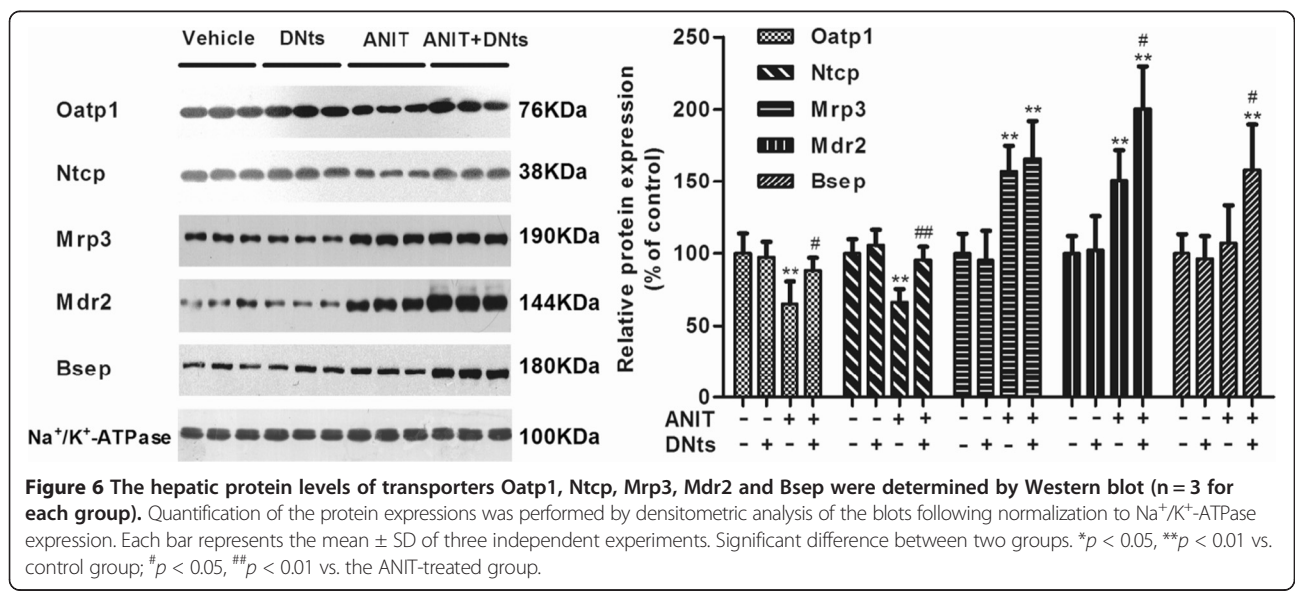 Vehicle DNts ANIT ANIT+DNts
Oatp1 76KDa
Ntcp 38KDa
Mrp3 190KDa
Mdr2 144KDa
Bsep 180KDa
Na⁺/K⁺-ATPase 100KDa
Relative protein expression
(% of control)
250
200
150
100
50
0
Oatp1
Ntcp
Mrp3
Mdr2
Bsep
** # ** ## ** ** ** # ** # **
ANIT - - + + - - + + - - + + - - + + - - + +
DNts - + - + - + - + - + - + - + - + - + - +
Figure 6 The hepatic protein levels of transporters Oatp1, Ntcp, Mrp3, Mdr2 and Bsep were determined by Western blot (n = 3 for
each group). Quantification of the protein expressions was performed by densitometric analysis of the blots following normalization to Na⁺/K⁺-ATPase
expression. Each bar represents the mean ± SD of three independent experiments. Significant difference between two groups. *p < 0.05, **p < 0.01 vs.
control group; #p < 0.05, ##p < 0.01 vs. the ANIT-treated group.